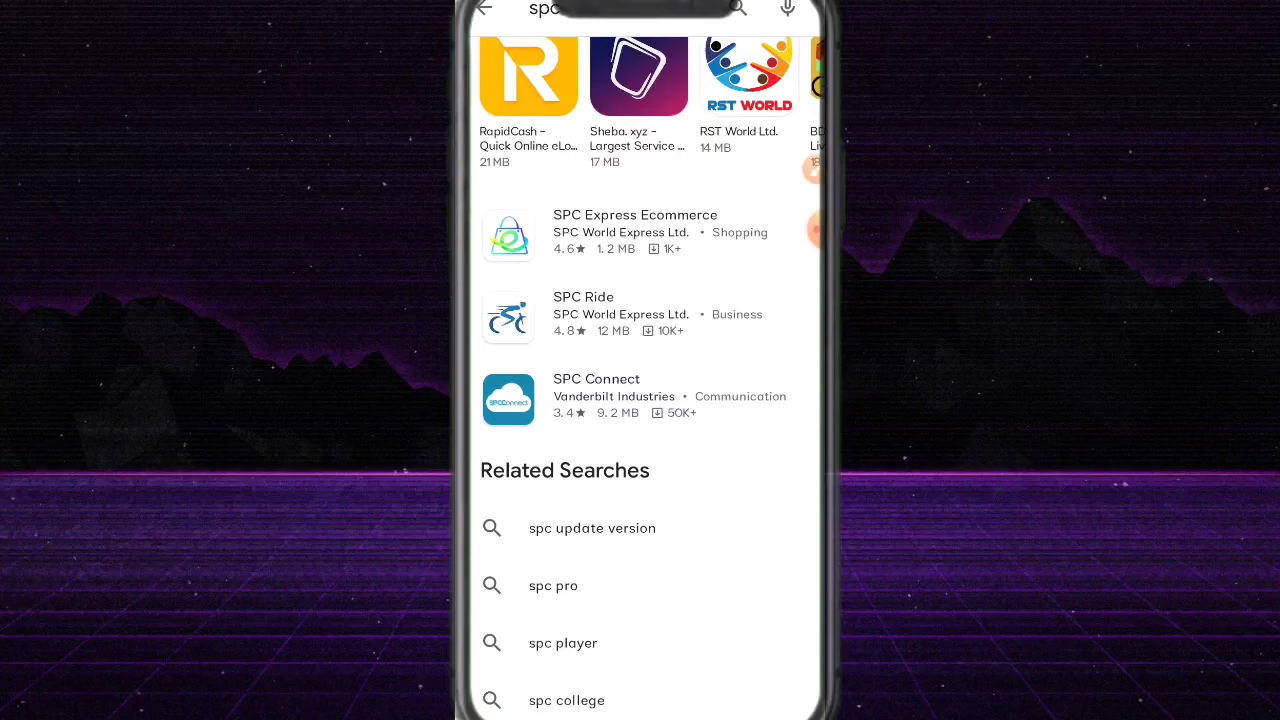 spc
R
RST WORLD
RapidCash – Sheba. xyz – RST World Ltd. BD
Quick Online eLo... Largest Service ... 14 MB Liv
21 MB 17 MB
SPC Express Ecommerce
SPC World Express Ltd. • Shopping
4. 6★ 1. 2 MB 1K+
SPC Ride
SPC World Express Ltd. • Business
4. 8★ 12 MB 10K+
SPC Connect
Vanderbilt Industries • Communication
SPCConnect
3. 4★ 9. 2 MB 50K+
Related Searches
spc update version
spc pro
spc player
spc college